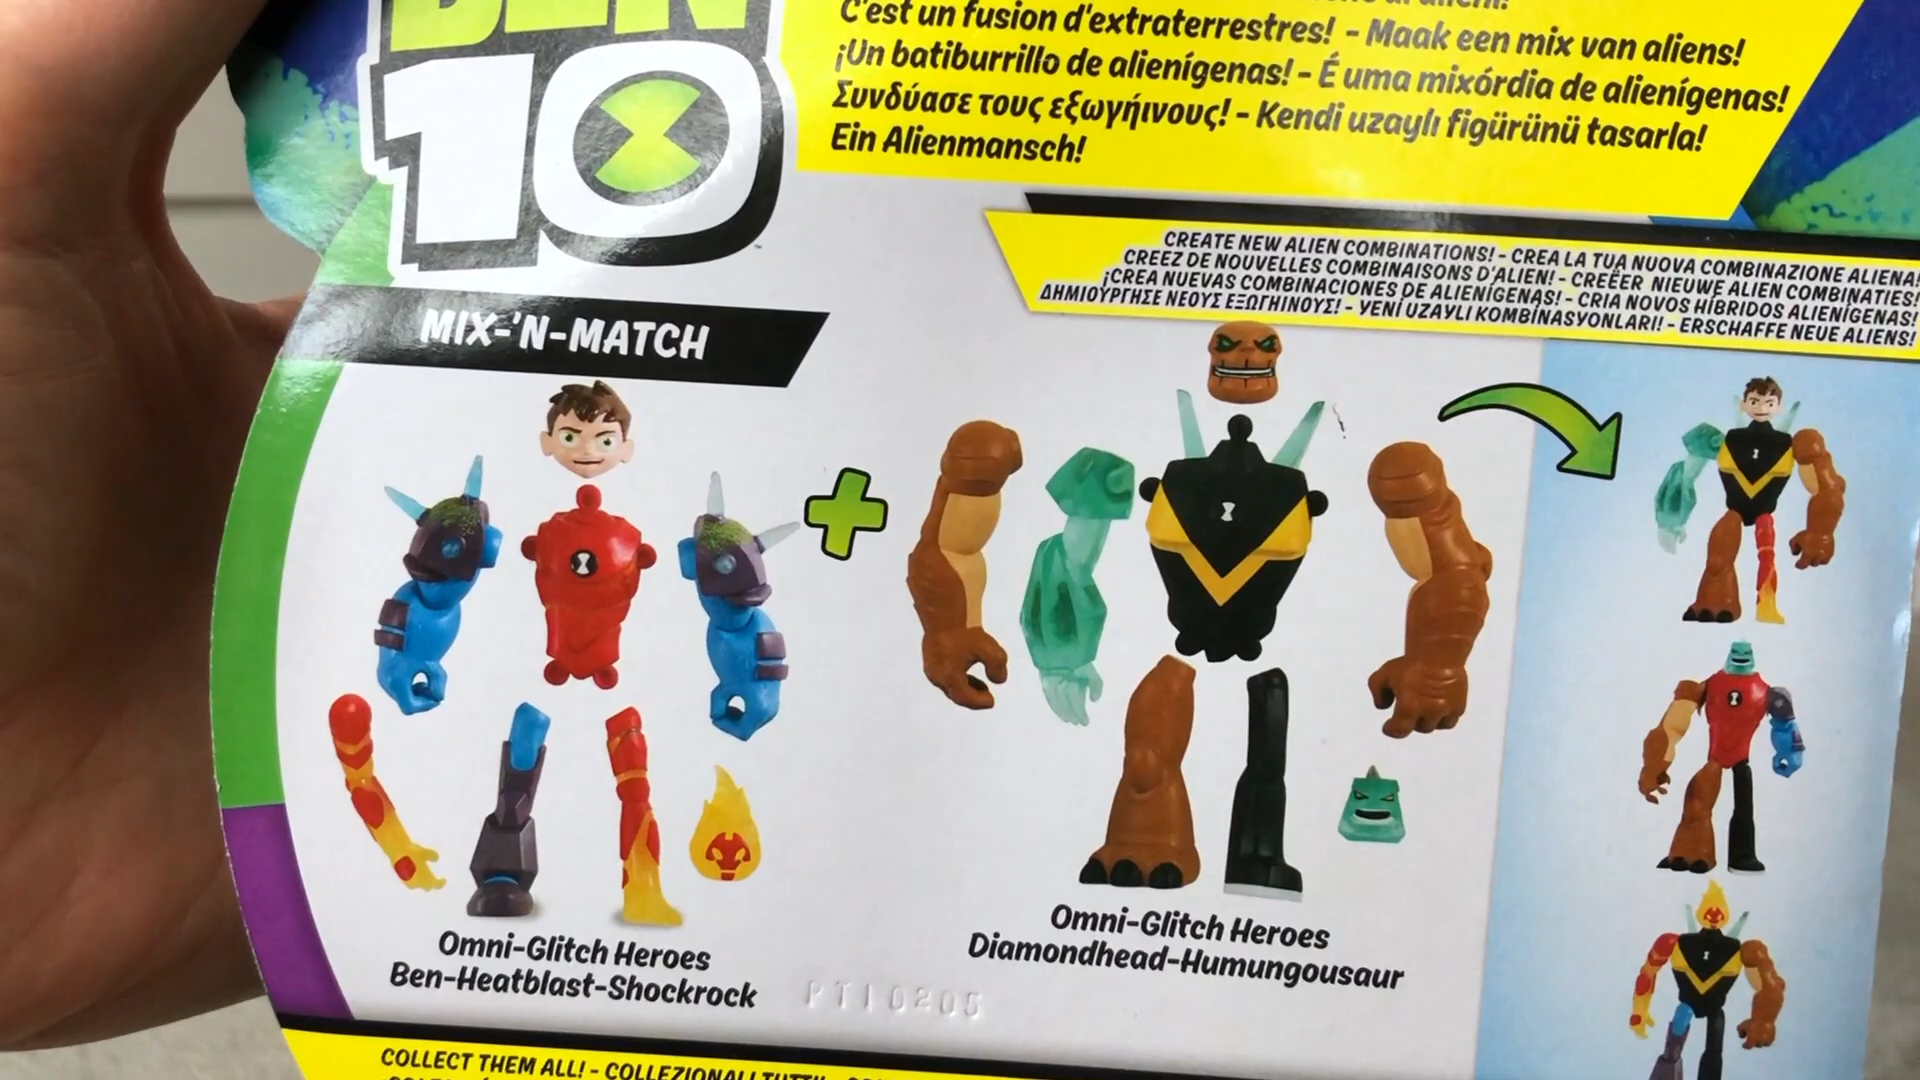 BEN
10
C'est un fusion d'extraterrestres! - Maak een mix van aliens!
¡Un batiburrillo de alienígenas! - É uma mixórdia de alienígenas!
Συνδύασε τους εξωγήινους! - Kendi uzaylı figürünü tasarla!
Ein Alienmansch!
CREATE NEW ALIEN COMBINATIONS! - CREA LA TUA NUOVA COMBINAZIONE ALIENA!
CREEZ DE NOUVELLES COMBINAISONS D'ALIEN! - CREËER NIEUWE ALIEN COMBINATIES!
¡CREA NUEVAS COMBINACIONES DE ALIENÍGENAS! - CRIA NOVOS HÍBRIDOS ALIENÍGENAS!
ΔΗΜΙΟΥΡΓΗΣΕ ΝΕΟΥΣ ΕΞΩΓΗΙΝΟΥΣ! - YENİ UZAYLI KOMBİNASYONLARI! - ERSCHAFFE NEUE ALIENS!
MIX-'N-MATCH
Omni-Glitch Heroes
Ben-Heatblast-Shockrock
Omni-Glitch Heroes
Diamondhead-Humungousaur
PT10205
COLLECT THEM ALL! - COLLEZIONALI TUTTI!